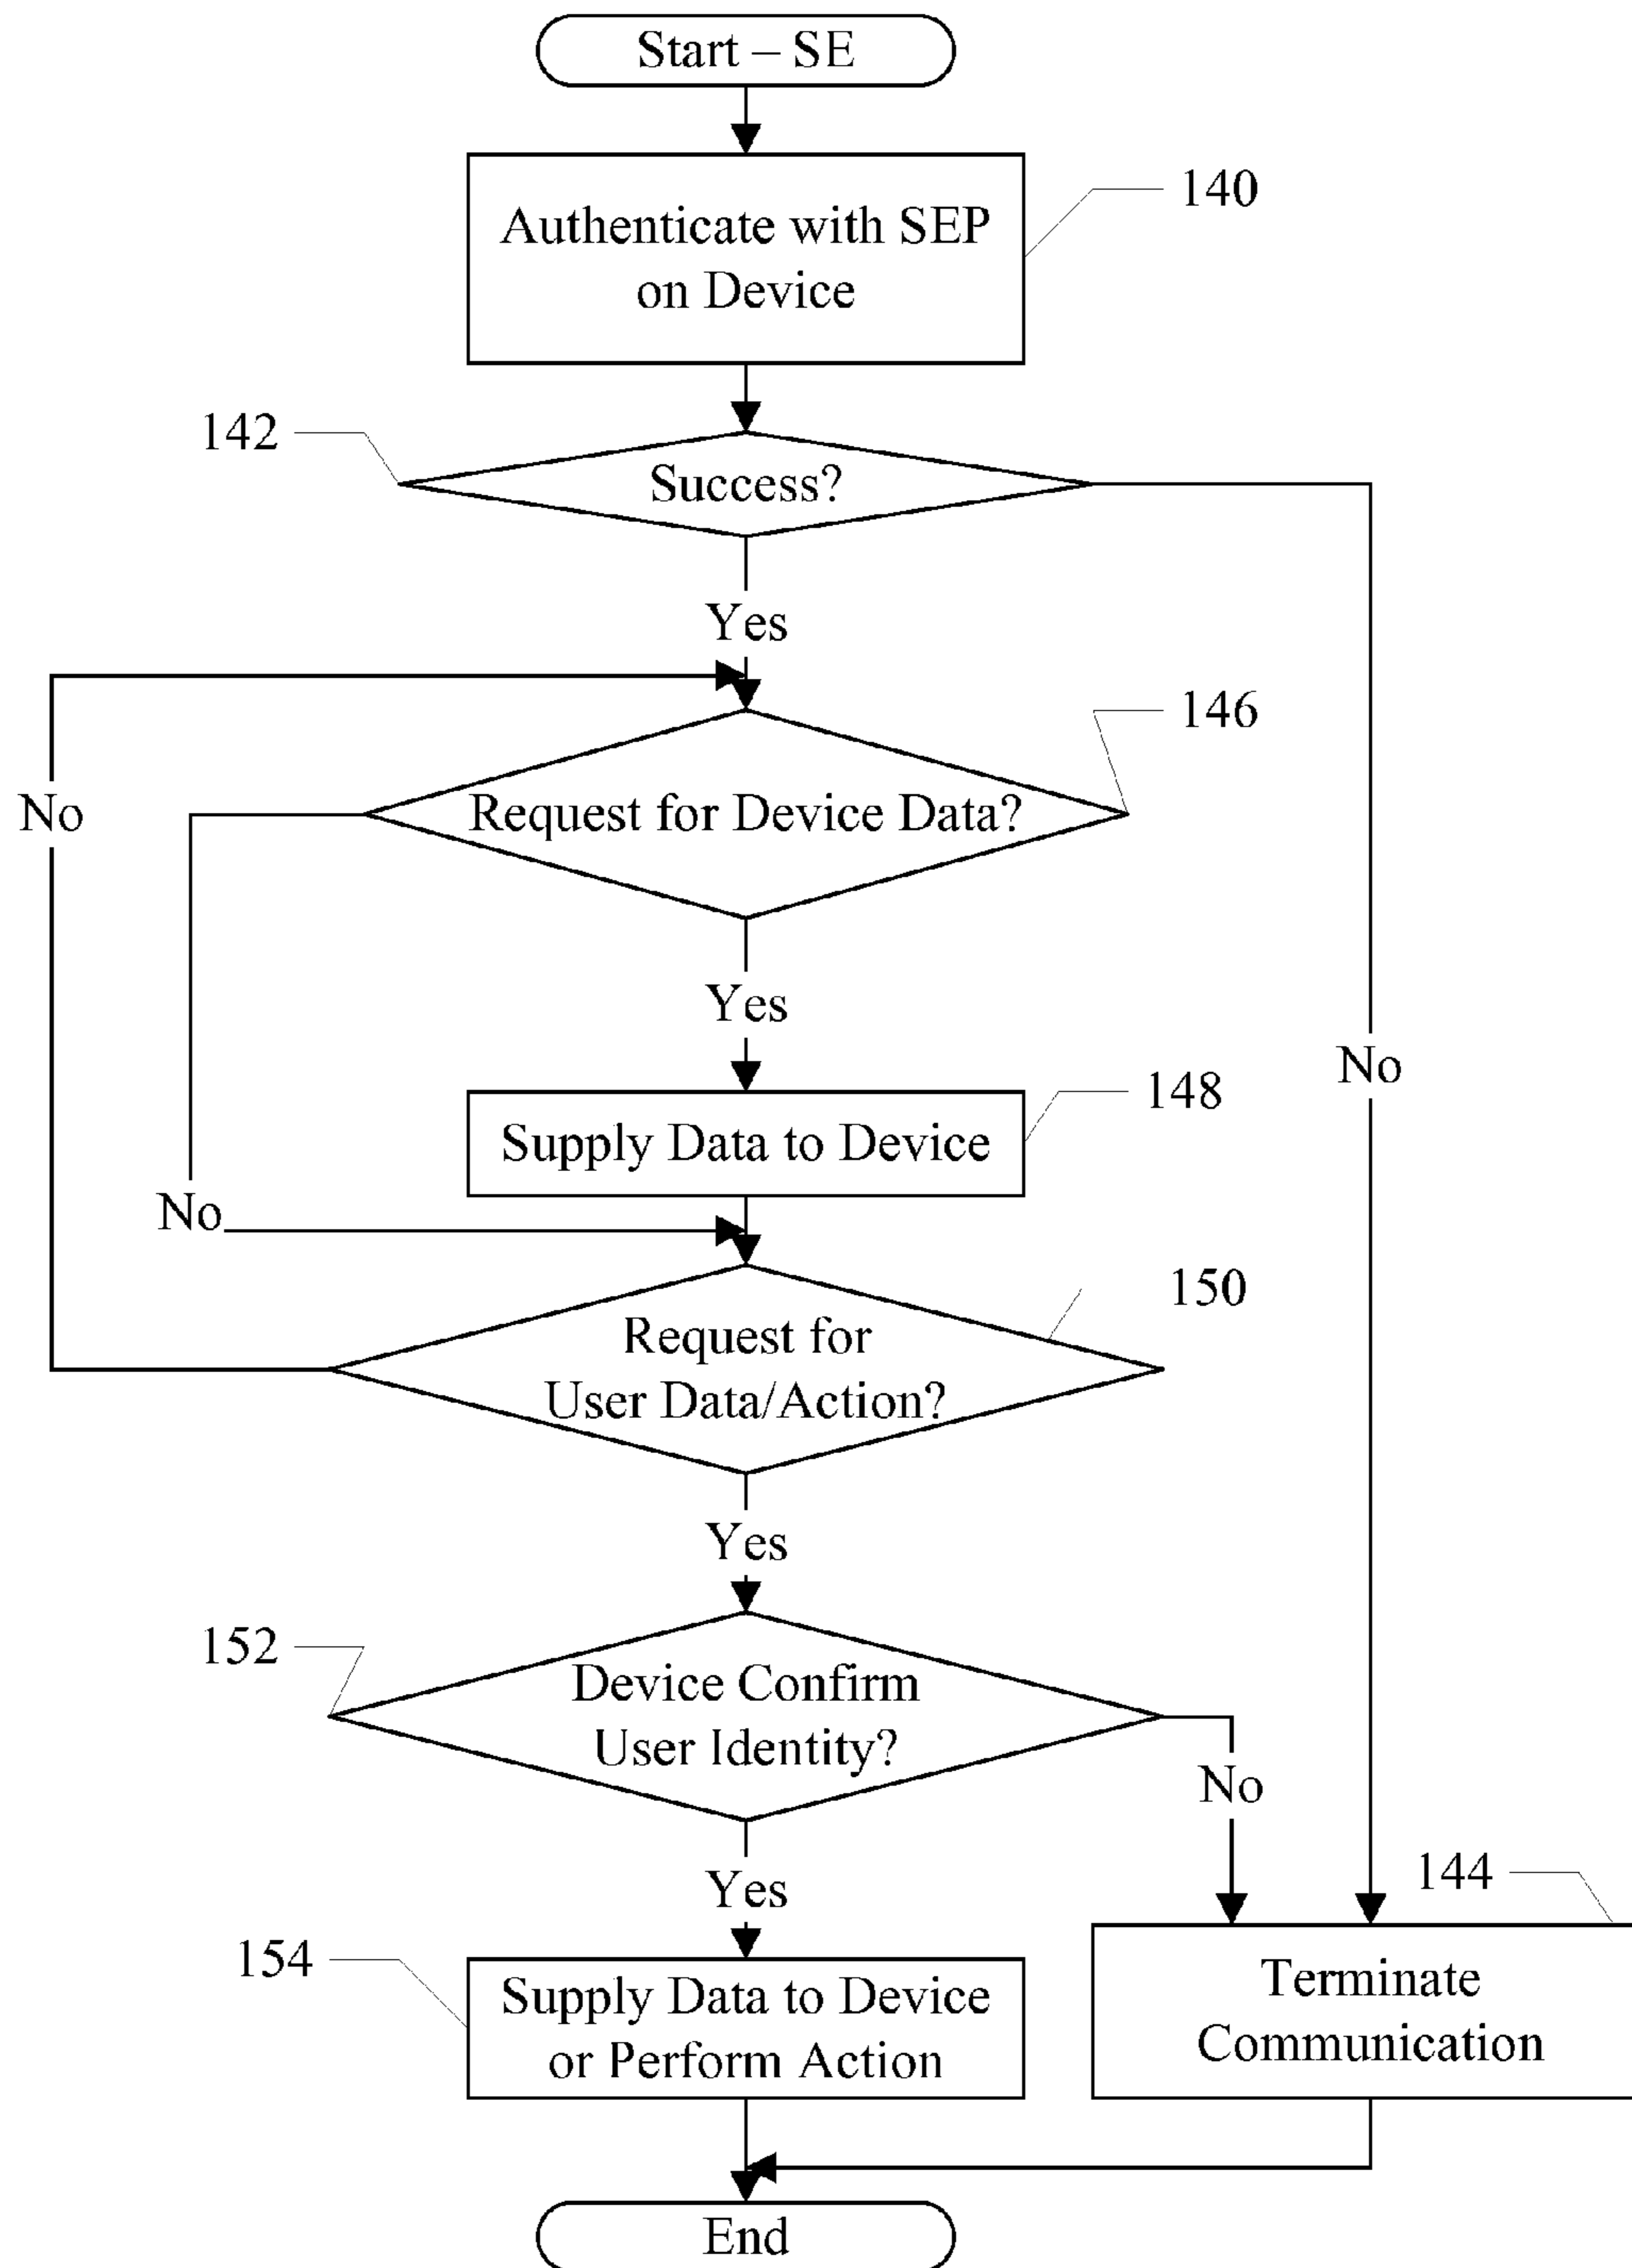 Start – SE
Authenticate with SEP
on Device
140
142
Success?
Yes
146
No
Request for Device Data?
Yes
No
148
Supply Data to Device
No
150
Request for
User Data/Action?
Yes
152
Device Confirm
User Identity?
No
Yes
144
154
Supply Data to Device
or Perform Action
Terminate
Communication
End